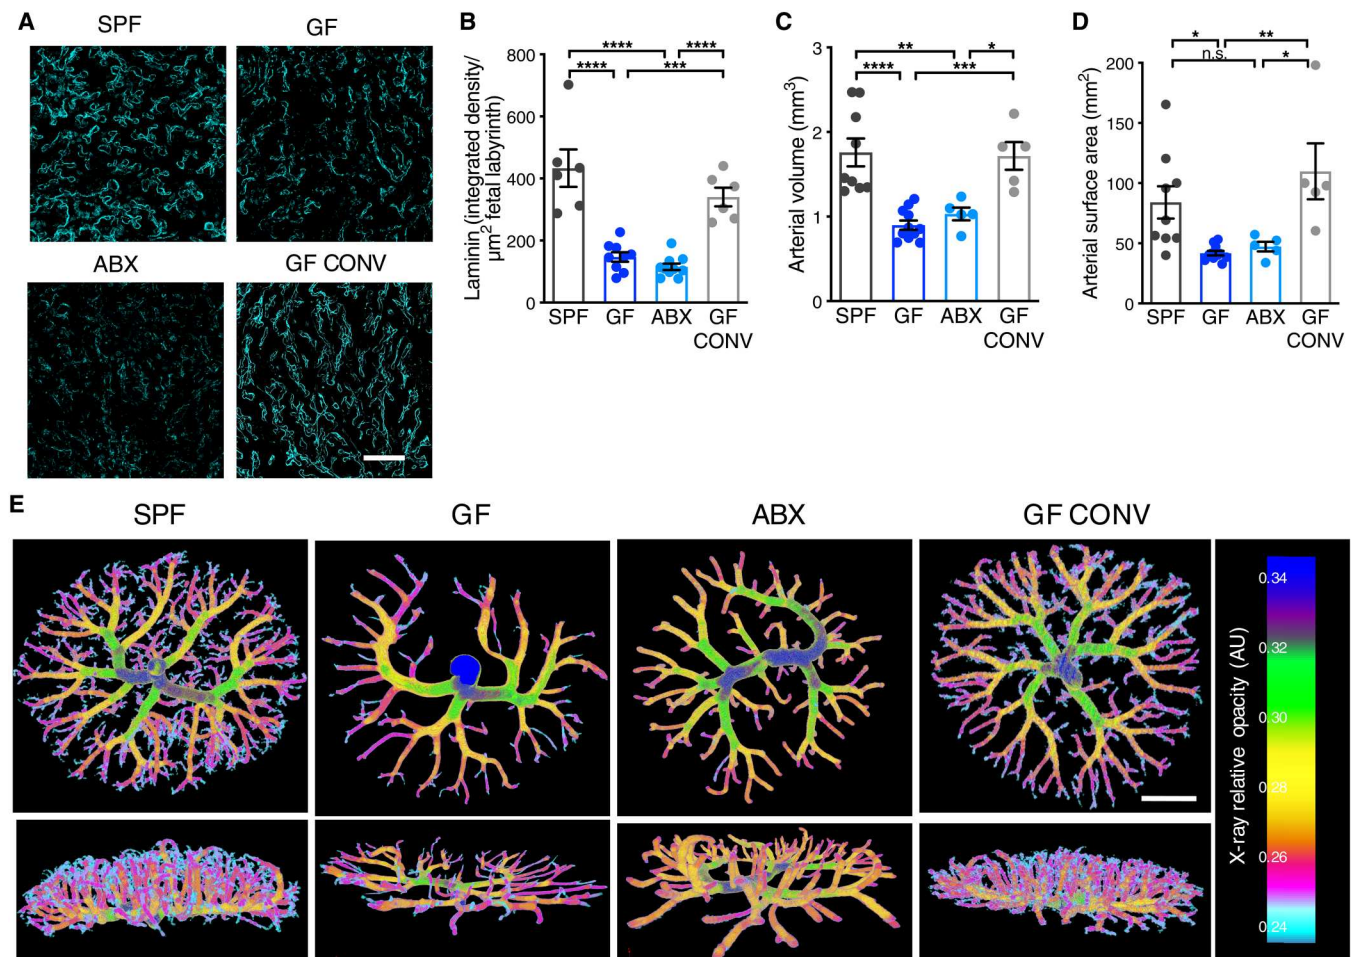 A
SPF
GF
ABX
GF CONV
B
Laminin (integrated density/
µm² fetal labyrinth)
800
600
400
200
0
****
****
****
***
SPF
GF
ABX
GF
CONV
C
Arterial volume (mm³)
3
2
1
0
**
*
****
***
SPF
GF
ABX
GF
CONV
D
Arterial surface area (mm²)
200
150
100
50
0
*
**
n.s.
*
SPF
GF
ABX
GF
CONV
E
SPF
GF
ABX
GF CONV
X-ray relative opacity (AU)
0.34
0.32
0.30
0.28
0.26
0.24